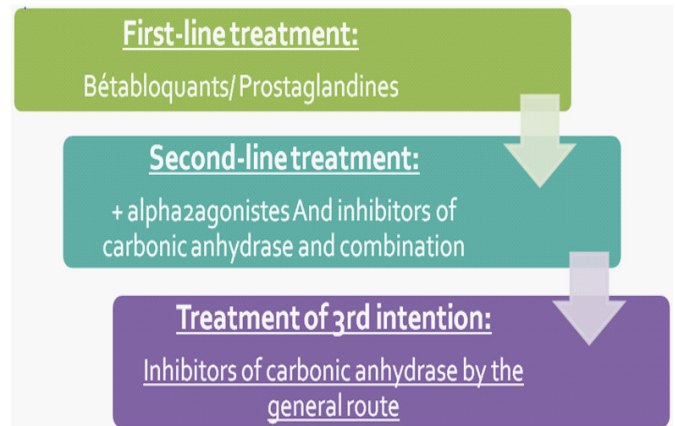 First-line treatment:
Bétabloquants/ Prostaglandines
Second-line treatment:
+ alpha2agonistes And inhibitors of
carbonic anhydrase and combination
Treatment of 3rd intention:
Inhibitors of carbonic anhydrase by the
general route